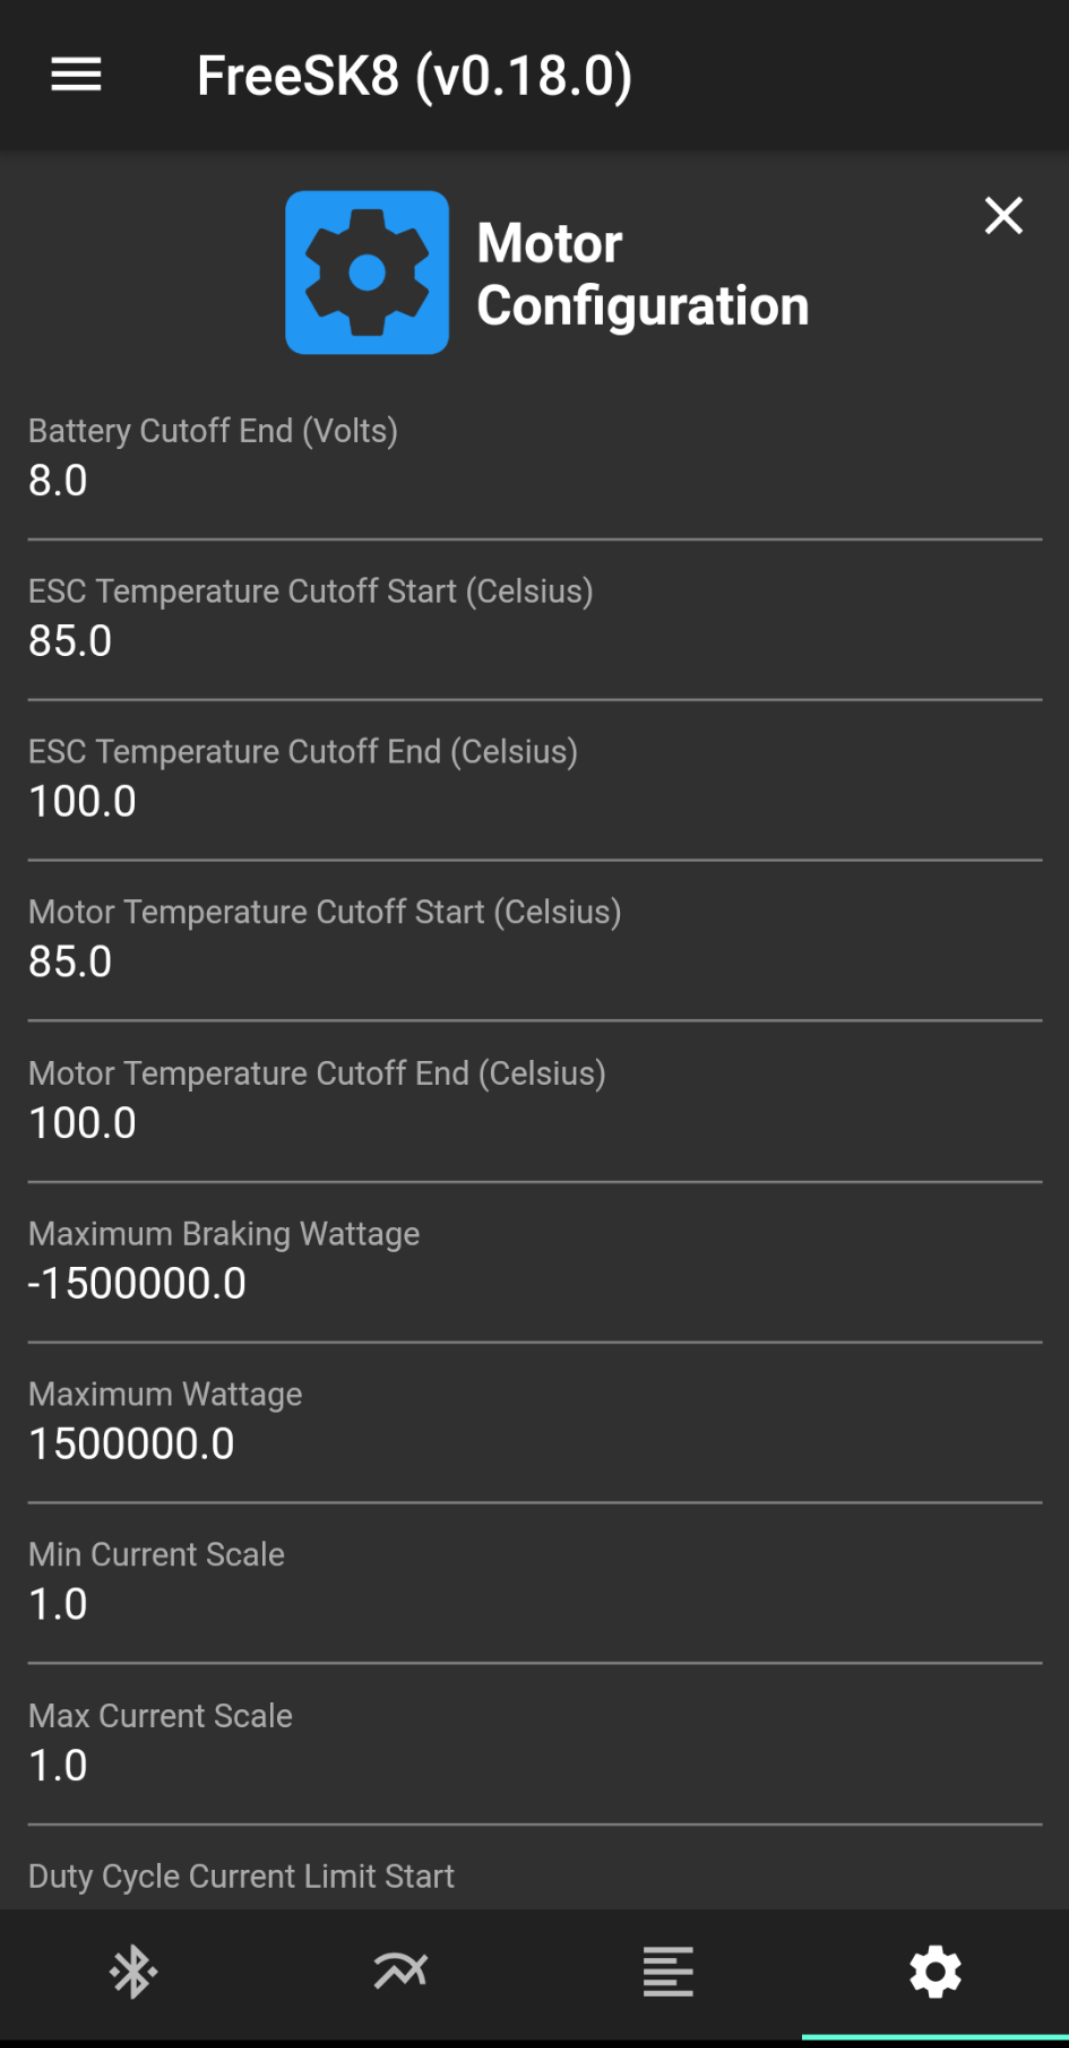 FreeSK8 (v0.18.0)
Motor
Configuration
Battery Cutoff End (Volts)
8.0
ESC Temperature Cutoff Start (Celsius)
85.0
ESC Temperature Cutoff End (Celsius)
100.0
Motor Temperature Cutoff Start (Celsius)
85.0
Motor Temperature Cutoff End (Celsius)
100.0
Maximum Braking Wattage
-1500000.0
Maximum Wattage
1500000.0
Min Current Scale
1.0
Max Current Scale
1.0
Duty Cycle Current Limit Start